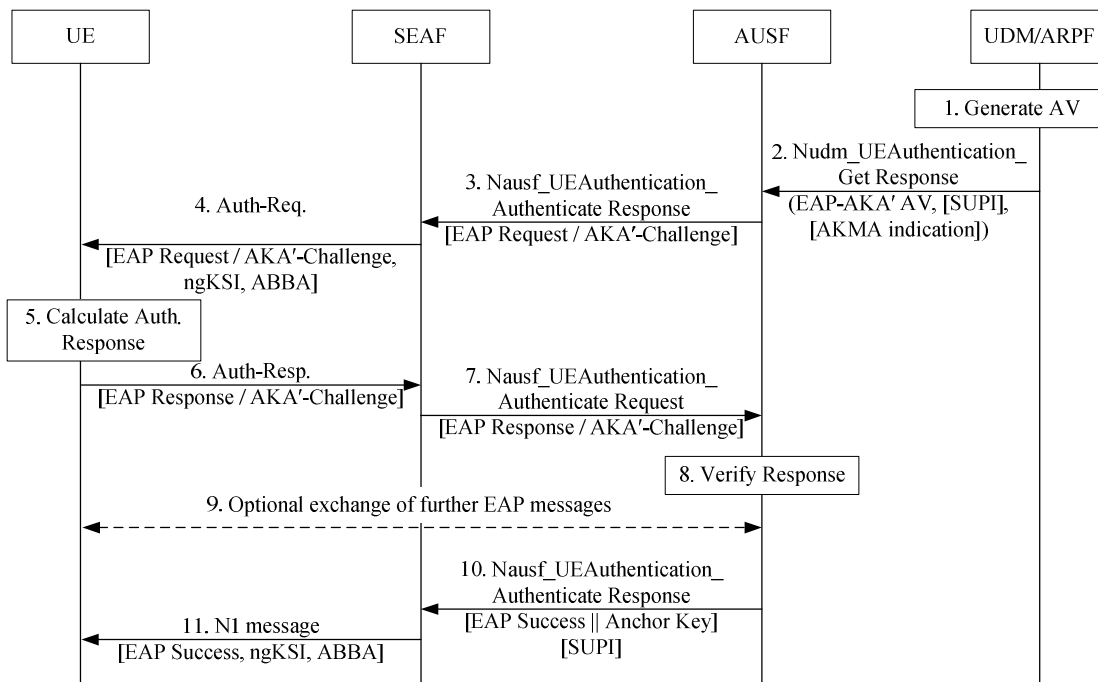 UE
SEAF
AUSF
UDM/ARPF
1. Generate AV
2. Nudm_UEAuthentication_
Get Response
(EAP-AKA′ AV, [SUPI],
[AKMA indication])
3. Nausf_UEAuthentication_
Authenticate Response
[EAP Request / AKA′-Challenge]
4. Auth-Req.
[EAP Request / AKA′-Challenge,
ngKSI, ABBA]
5. Calculate Auth.
Response
6. Auth-Resp.
[EAP Response / AKA′-Challenge]
7. Nausf_UEAuthentication_
Authenticate Request
[EAP Response / AKA′-Challenge]
8. Verify Response
9. Optional exchange of further EAP messages
10. Nausf_UEAuthentication_
Authenticate Response
[EAP Success || Anchor Key]
[SUPI]
11. N1 message
[EAP Success, ngKSI, ABBA]